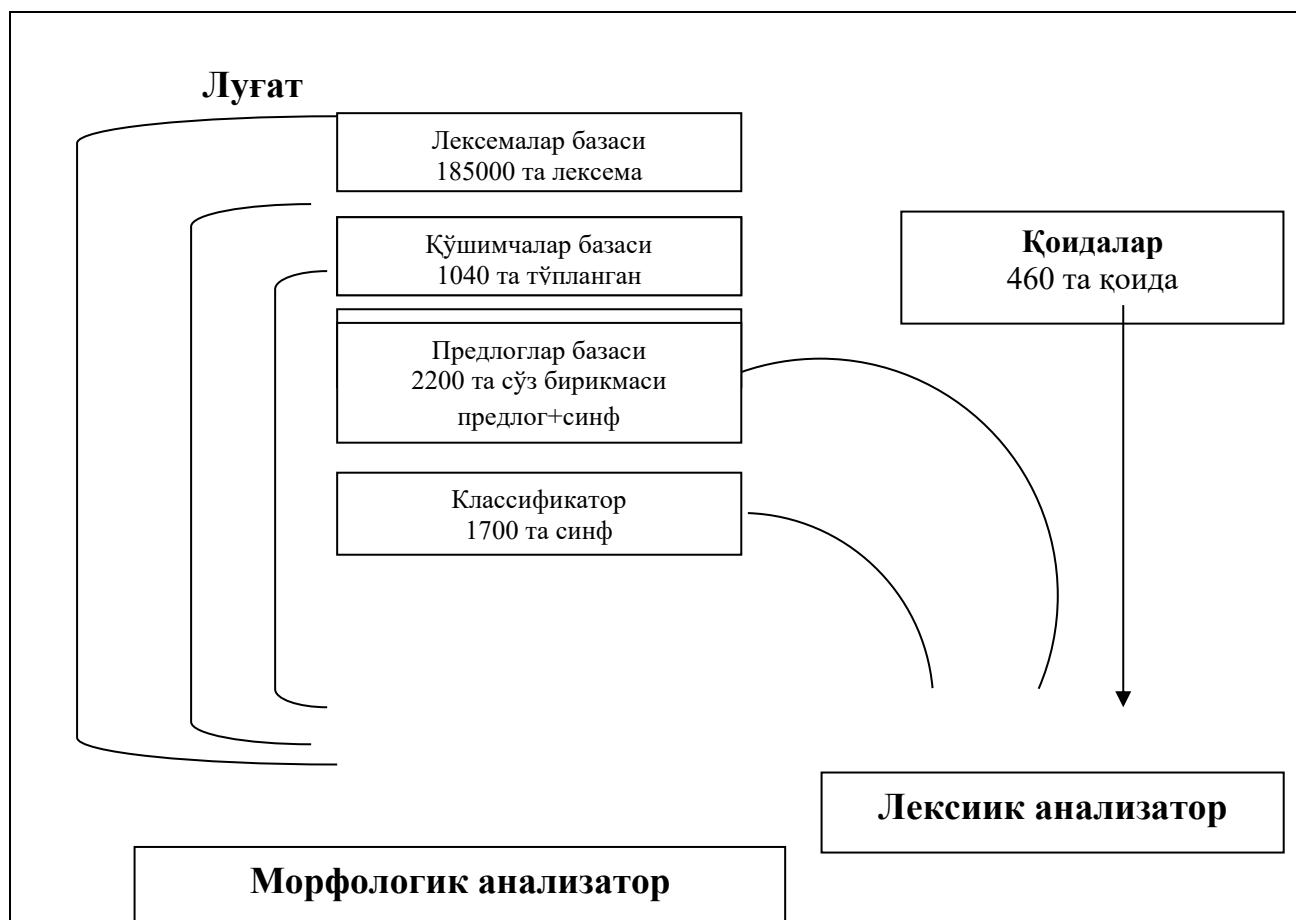 Луғат
Лексемалар базаси
185000 та лексема
Қўшимчалар базаси
1040 та тўпланган
Предлоглар базаси
2200 та сўз бирикмаси
предлог+синф
Классификатор
1700 та синф
Қоидалар
460 та қоида
Лексиик анализатор
Морфологик анализатор